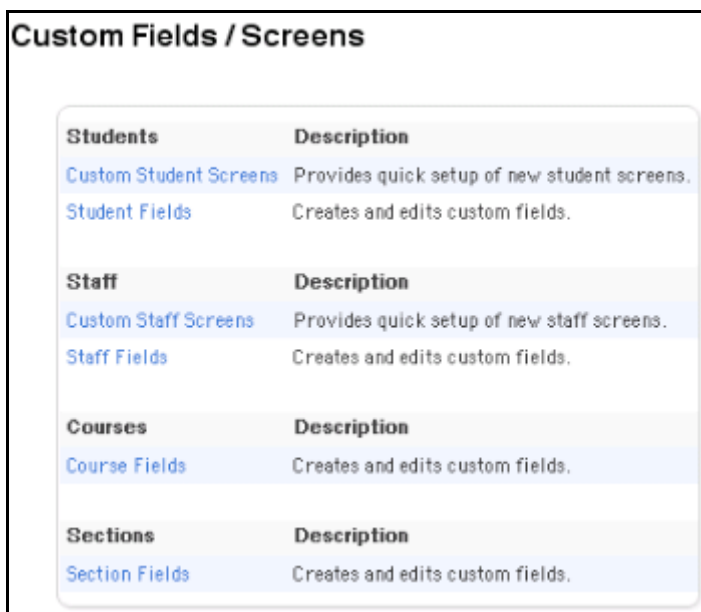 Custom Fields / Screens
Students Description
Custom Student Screens Provides quick setup of new student screens.
Student Fields Creates and edits custom fields.
Staff Description
Custom Staff Screens Provides quick setup of new staff screens.
Staff Fields Creates and edits custom fields.
Courses Description
Course Fields Creates and edits custom fields.
Sections Description
Section Fields Creates and edits custom fields.